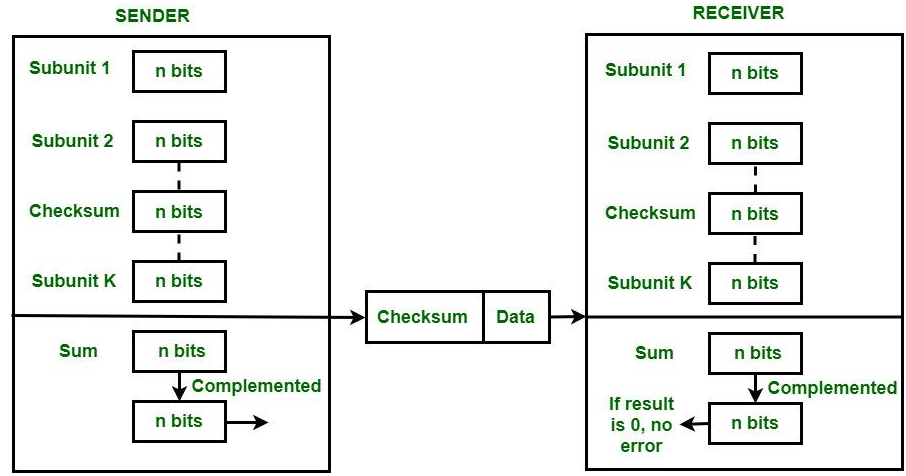 SENDER
Subunit 1
n bits
Subunit 2
n bits
Checksum
n bits
Subunit K
n bits
Sum
n bits
Complemented
n bits
Checksum
Data
RECEIVER
Subunit 1
n bits
Subunit 2
n bits
Checksum
n bits
Subunit K
n bits
Sum
n bits
Complemented
n bits
If result
is 0, no
error